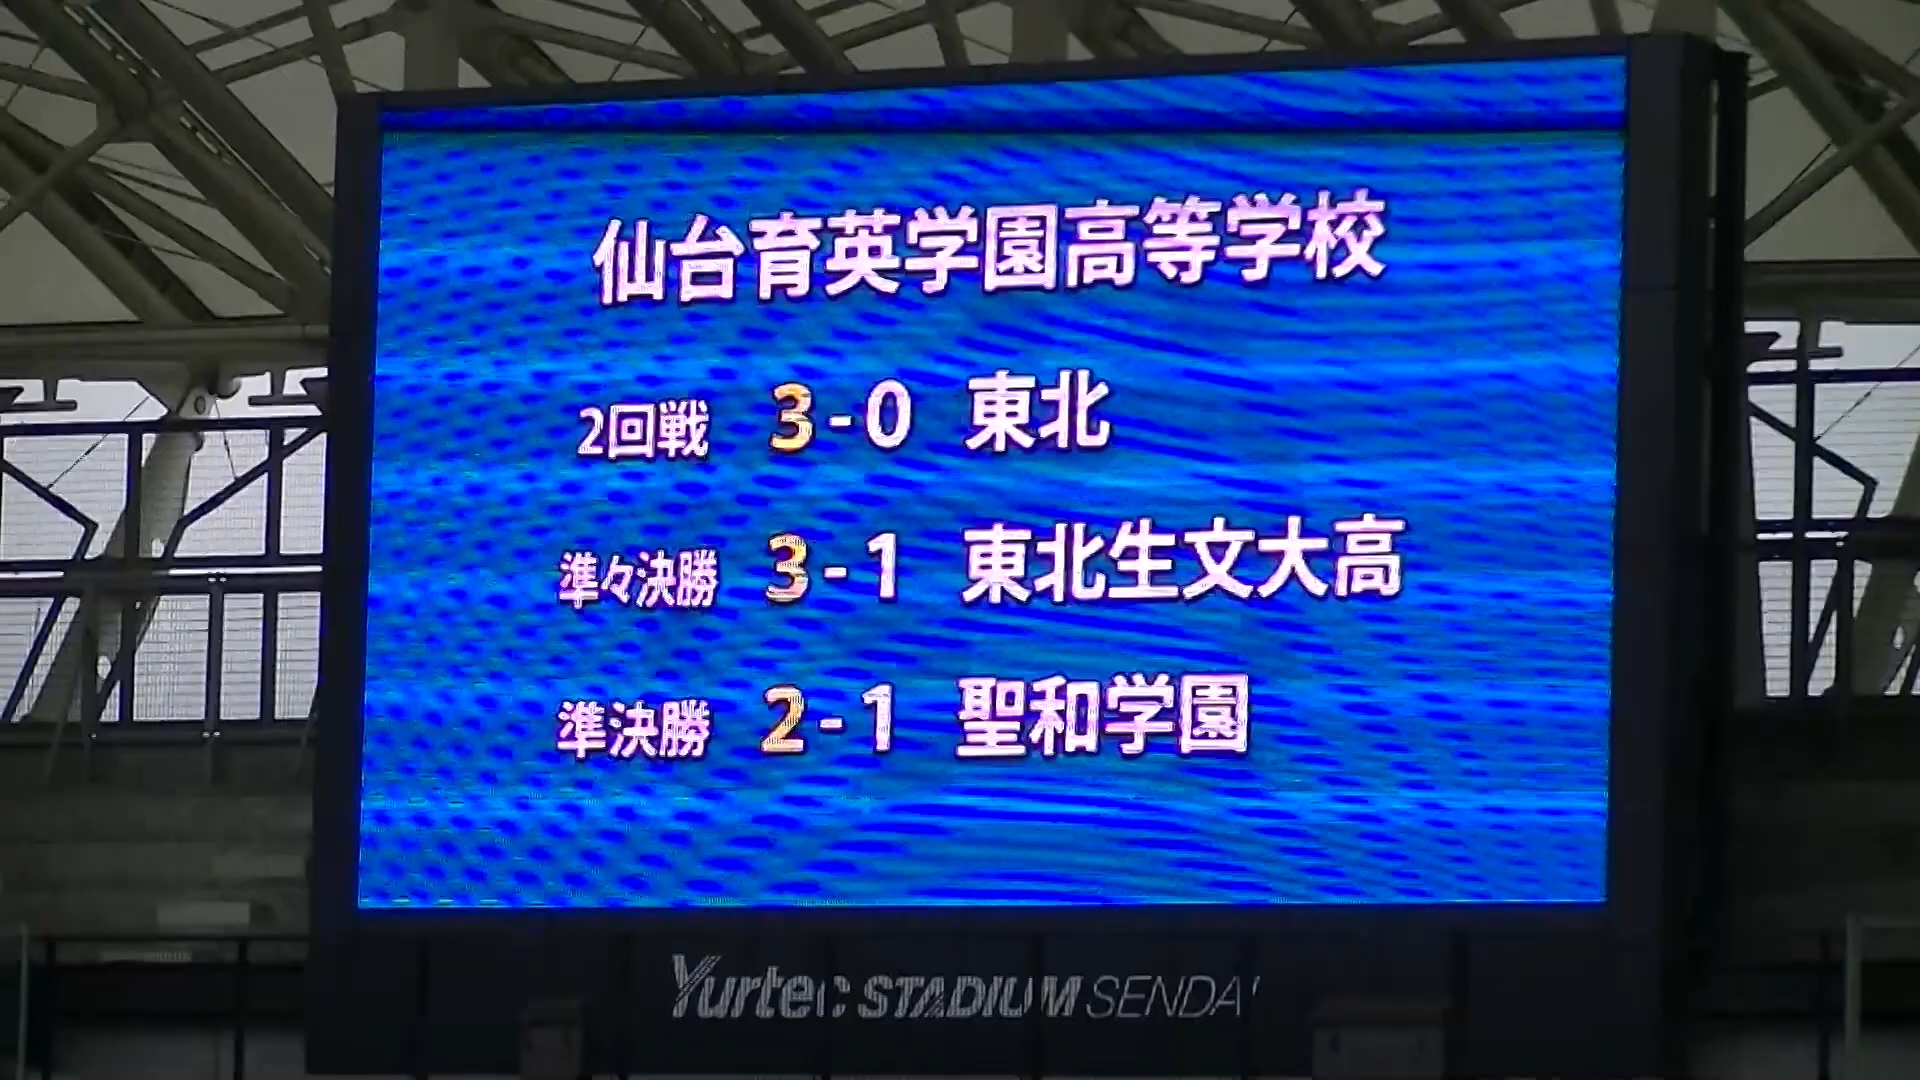 仙台育英学園高等学校
2回戦 3-0 東北
準々決勝 3-1 東北生文大高
準決勝 2-1 聖和学園
Yurtec STADIUM SENDAI